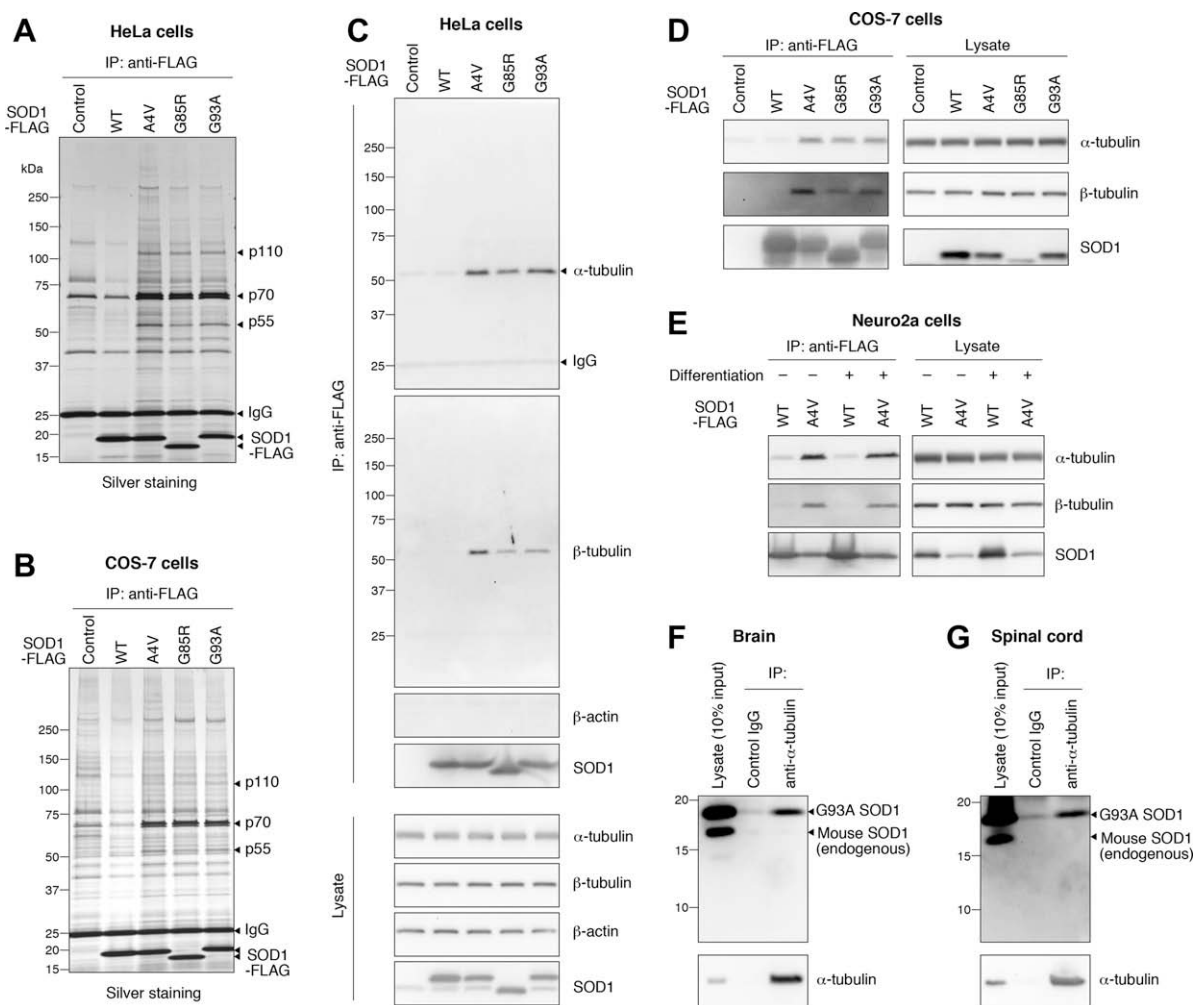 A
HeLa cells
IP: anti-FLAG
SOD1
-FLAG
Control
WT
A4V
G85R
G93A
kDa
250
150
100
75
50
37
25
20
15
p110
p70
p55
IgG
SOD1
-FLAG
Silver staining
B
COS-7 cells
IP: anti-FLAG
SOD1
-FLAG
Control
WT
A4V
G85R
G93A
250
150
100
75
50
37
25
20
15
p110
p70
p55
IgG
SOD1
-FLAG
Silver staining
C
HeLa cells
SOD1
-FLAG
Control
WT
A4V
G85R
G93A
IP: anti-FLAG
250
150
100
75
50
37
25
α-tubulin
IgG
250
150
100
75
50
37
25
β-tubulin
β-actin
SOD1
Lysate
α-tubulin
β-tubulin
β-actin
SOD1
D
COS-7 cells
IP: anti-FLAG
Lysate
SOD1
-FLAG
Control
WT
A4V
G85R
G93A
Control
WT
A4V
G85R
G93A
α-tubulin
β-tubulin
SOD1
E
Neuro2a cells
IP: anti-FLAG
Lysate
Differentiation
– – + + – – + +
SOD1
-FLAG
WT
A4V
WT
A4V
WT
A4V
WT
A4V
α-tubulin
β-tubulin
SOD1
F
Brain
IP:
Lysate (10% input)
Control IgG
anti-α-tubulin
20
15
10
G93A SOD1
Mouse SOD1
(endogenous)
α-tubulin
G
Spinal cord
IP:
Lysate (10% input)
Control IgG
anti-α-tubulin
20
15
10
G93A SOD1
Mouse SOD1
(endogenous)
α-tubulin